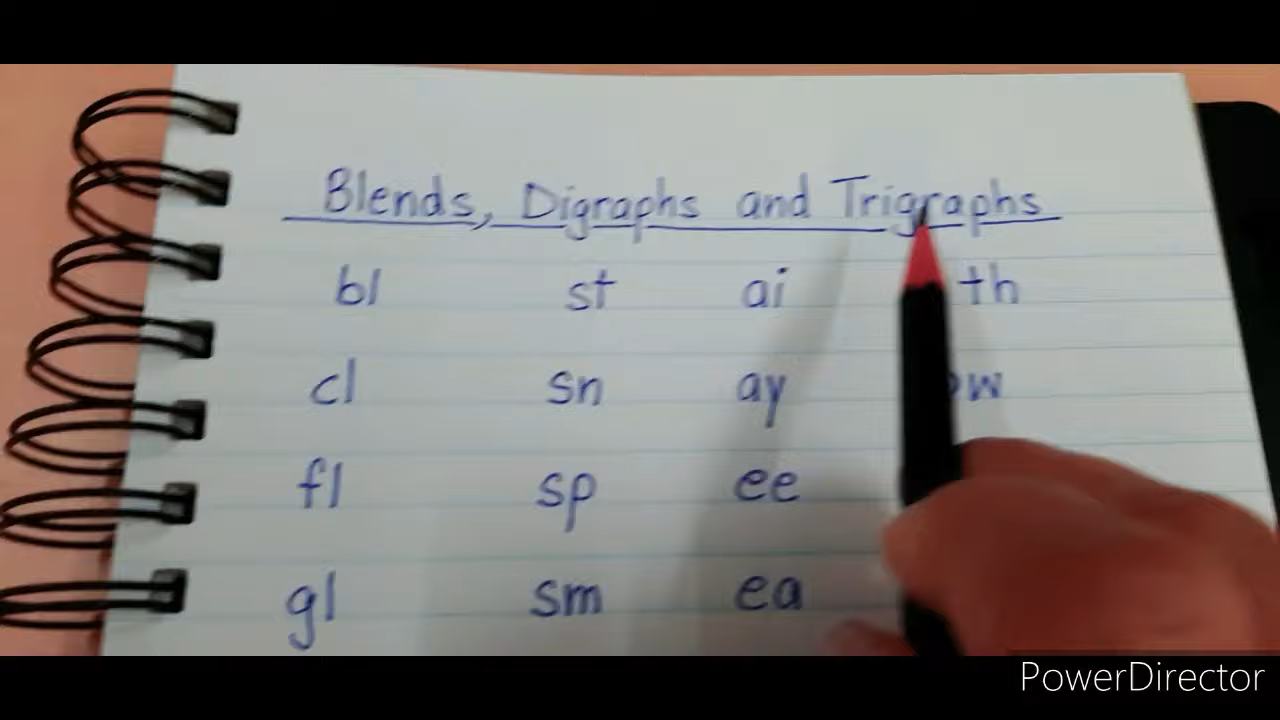 Blends, Digraphs and Trigraphs
bl st ai th
cl sn ay
fl sp ee
gl sm ea
PowerDirector